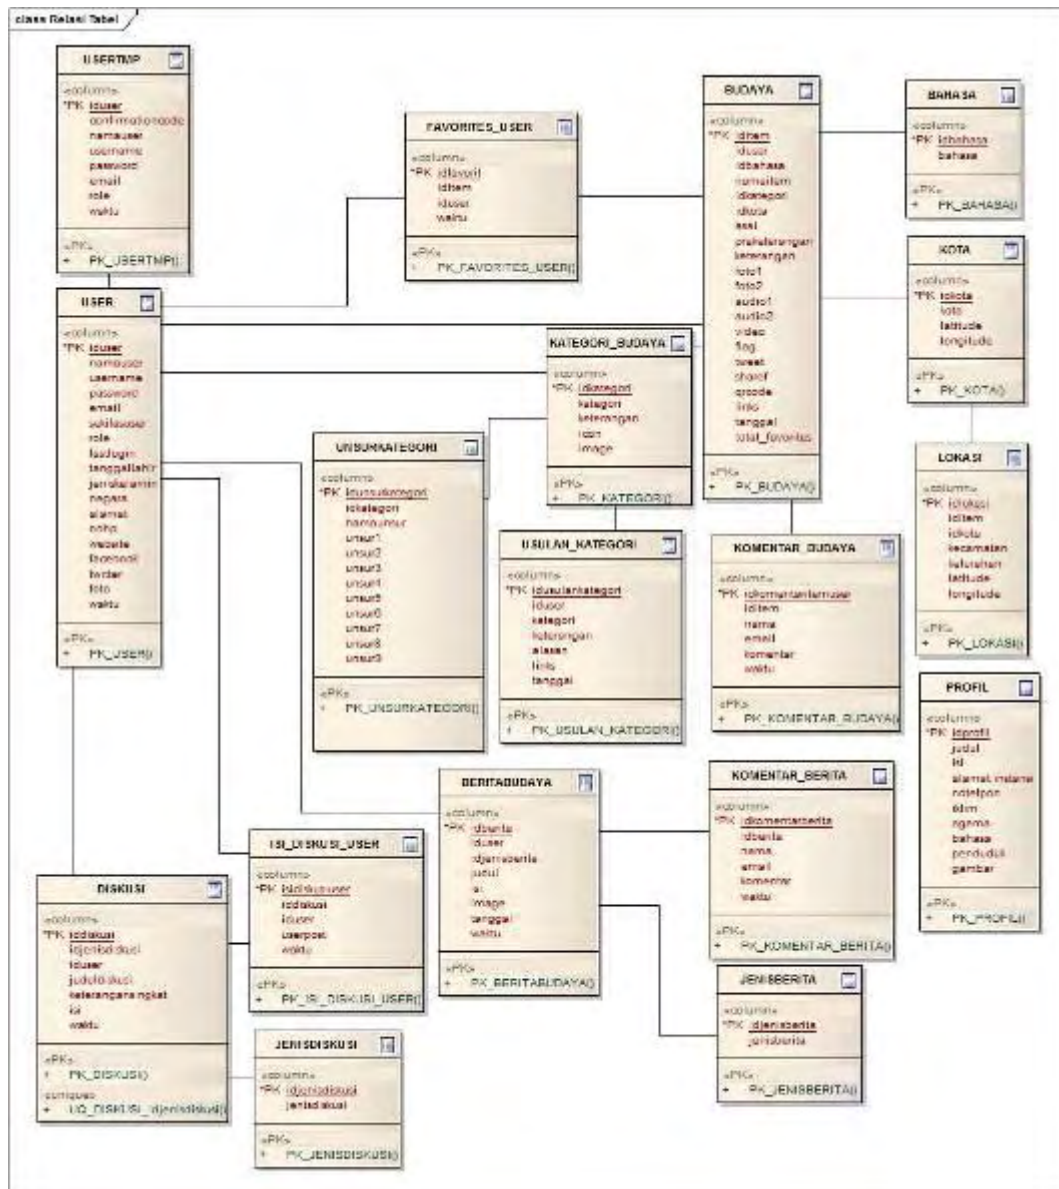 class Relasi Tabel
USERTMP
«column»
*PK iduser
confirmationcode
namauser
username
password
email
role
waktu
«PK»
+ PK_USERTMP()
USER
«column»
*PK iduser
namauser
username
password
email
role
lastlogin
tanggallahir
jeniskelamin
negara
alamat
nohp
website
facebook
twitter
foto
waktu
«PK»
+ PK_USER()
FAVORITES_USER
«column»
*PK idfavorit
iditem
iduser
waktu
«PK»
+ PK_FAVORITES_USER()
BUDAYA
«column»
*PK iditem
iduser
idbahasa
namaitem
idkategori
idkota
asal
keterangan
foto1
foto2
audio1
audio2
video
flag
tweet
sharef
qrcode
links
tanggal
total_favorites
«PK»
+ PK_BUDAYA()
BAHASA
«column»
*PK idbahasa
bahasa
«PK»
+ PK_BAHASA()
KOTA
«column»
*PK idkota
kota
latitude
longitude
«PK»
+ PK_KOTA()
KATEGORI_BUDAYA
«column»
*PK idkategori
kategori
keterangan
icon
image
«PK»
+ PK_KATEGORI()
UNSURKATEGORI
«column»
*PK idunsurkategori
idkategori
namaunsur
unsur1
unsur2
unsur3
unsur4
unsur5
unsur6
unsur7
unsur8
unsur9
«PK»
+ PK_UNSURKATEGORI()
USULAN_KATEGORI
«column»
*PK idusulankategori
iduser
kategori
keterangan
alasan
links
tanggal
«PK»
+ PK_USULAN_KATEGORI()
KOMENTAR_BUDAYA
«column»
*PK idkomentaritemuser
iditem
nama
email
komentar
waktu
«PK»
+ PK_KOMENTAR_BUDAYA()
LOKASI
«column»
*PK idlokasi
iditem
idkota
kecamatan
kelurahan
latitude
longitude
«PK»
+ PK_LOKASI()
PROFIL
«column»
*PK idprofil
judul
isi
notelpon
iklim
agama
bahasa
penduduk
gambar
«PK»
+ PK_PROFIL()
BERITABUDAYA
«column»
*PK idberita
iduser
idjenisberita
judul
isi
image
tanggal
waktu
«PK»
+ PK_BERITABUDAYA()
KOMENTAR_BERITA
«column»
*PK idkomentarberita
idberita
nama
email
komentar
waktu
«PK»
+ PK_KOMENTAR_BERITA()
ISI_DISKUSI_USER
«column»
*PK isidiskusiuser
iddiskusi
iduser
userpost
waktu
«PK»
+ PK_ISI_DISKUSI_USER()
DISKUSI
«column»
*PK iddiskusi
idjenisdiskusi
iduser
juduldiskusi
keterangansingkat
isi
waktu
«PK»
+ PK_DISKUSI()
«unique»
+ UQ_DISKUSI_idjenisdiskusi()
JENISBERITA
«column»
*PK idjenisberita
jenisberita
«PK»
+ PK_JENISBERITA()
JENISDISKUSI
«column»
*PK idjenisdiskusi
jenisdiskusi
«PK»
+ PK_JENISDISKUSI()